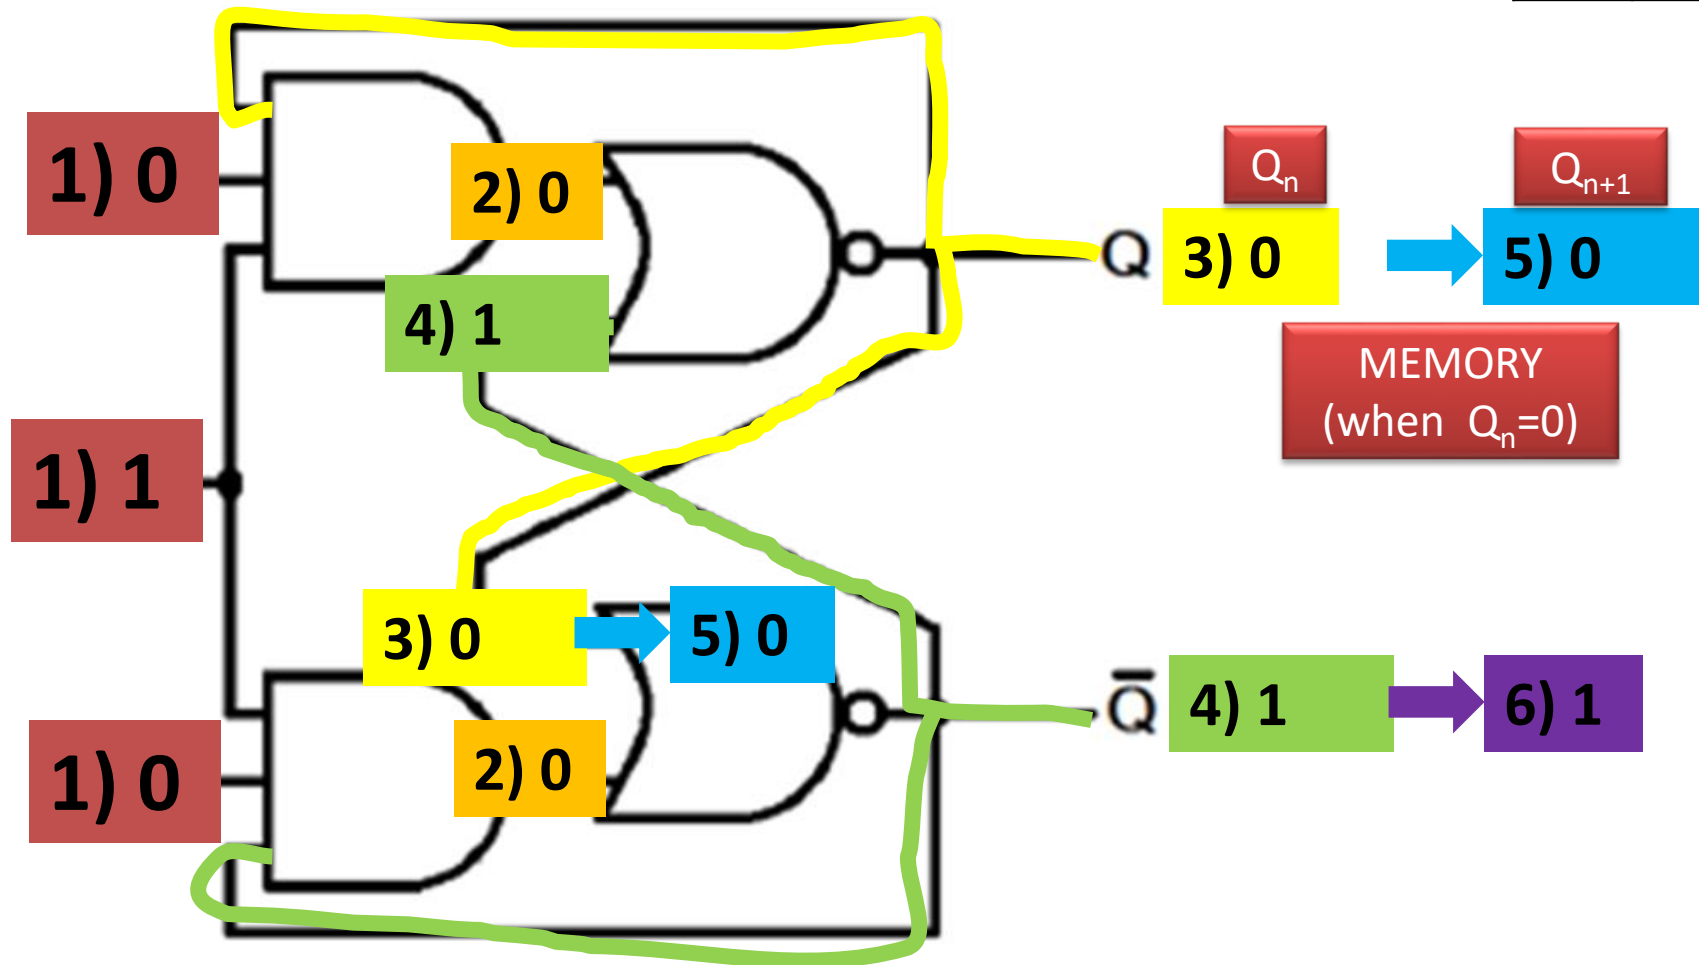 1) 0
2) 0
Qn
Qn+1
Q
3) 0
5) 0
4) 1
MEMORY
(when Qn=0)
1) 1
3) 0
5) 0
Q̅
4) 1
6) 1
1) 0
2) 0